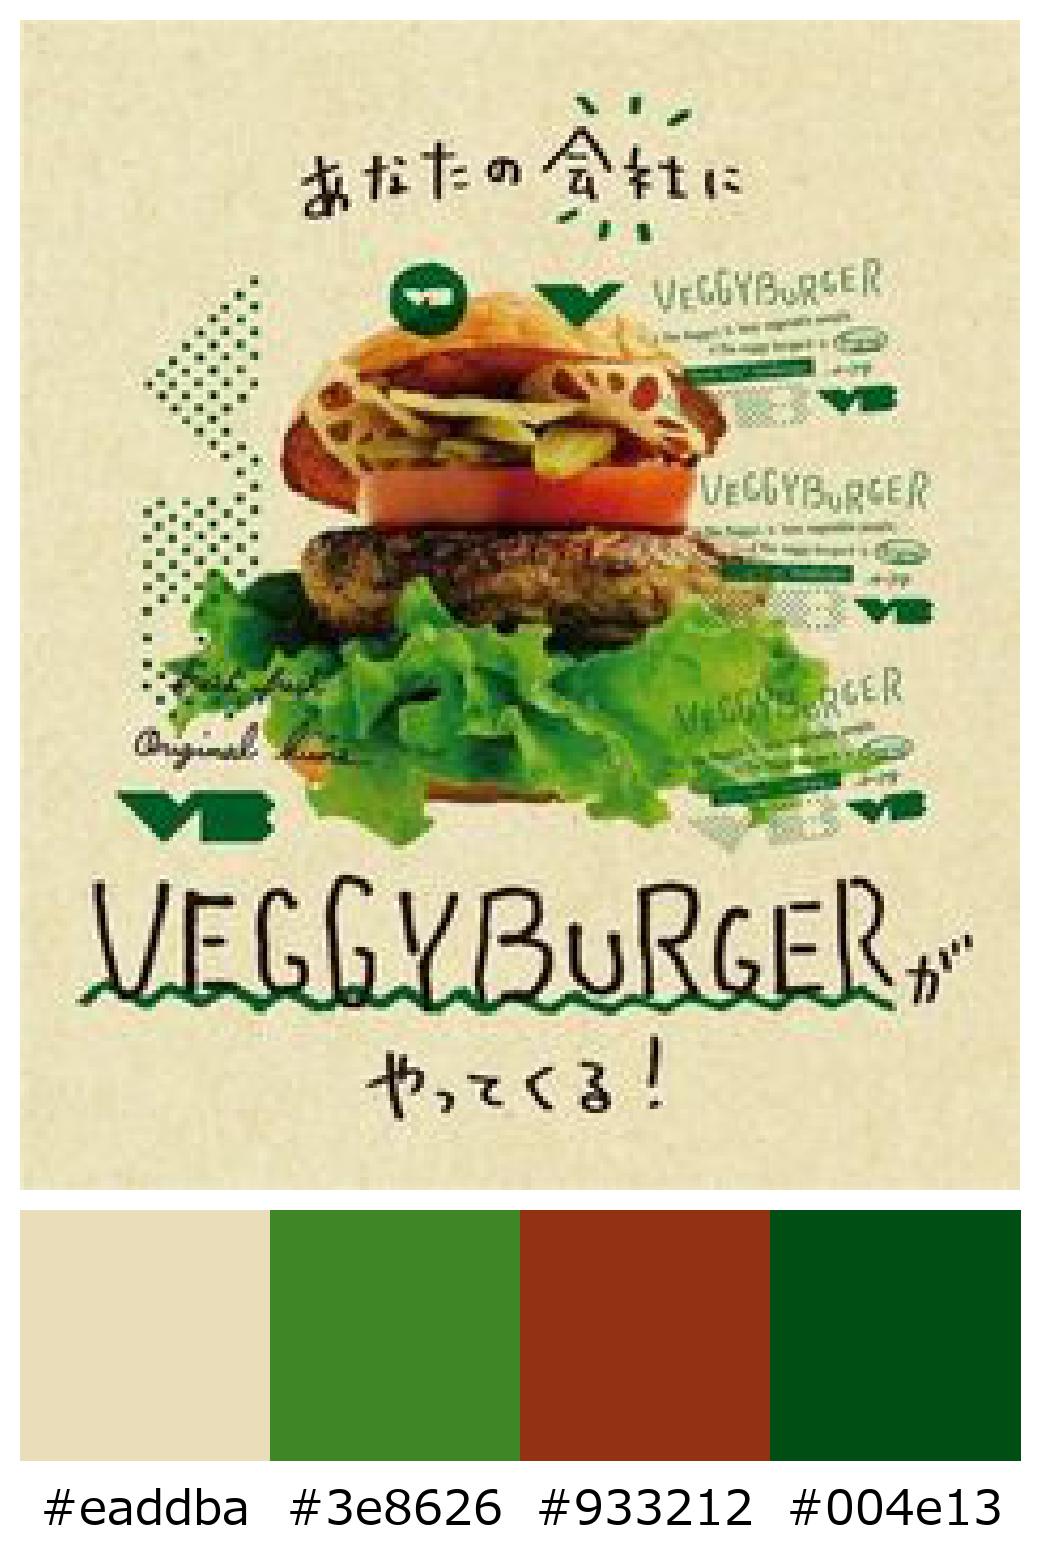 あなたの会社に
VEGGYBURGER
VB
VEGGYBURGER
VB
VEGGYBURGER
Original
VB
VB
VEGGYBURGERが
やってくる!
#eaddba #3e8626 #933212 #004e13